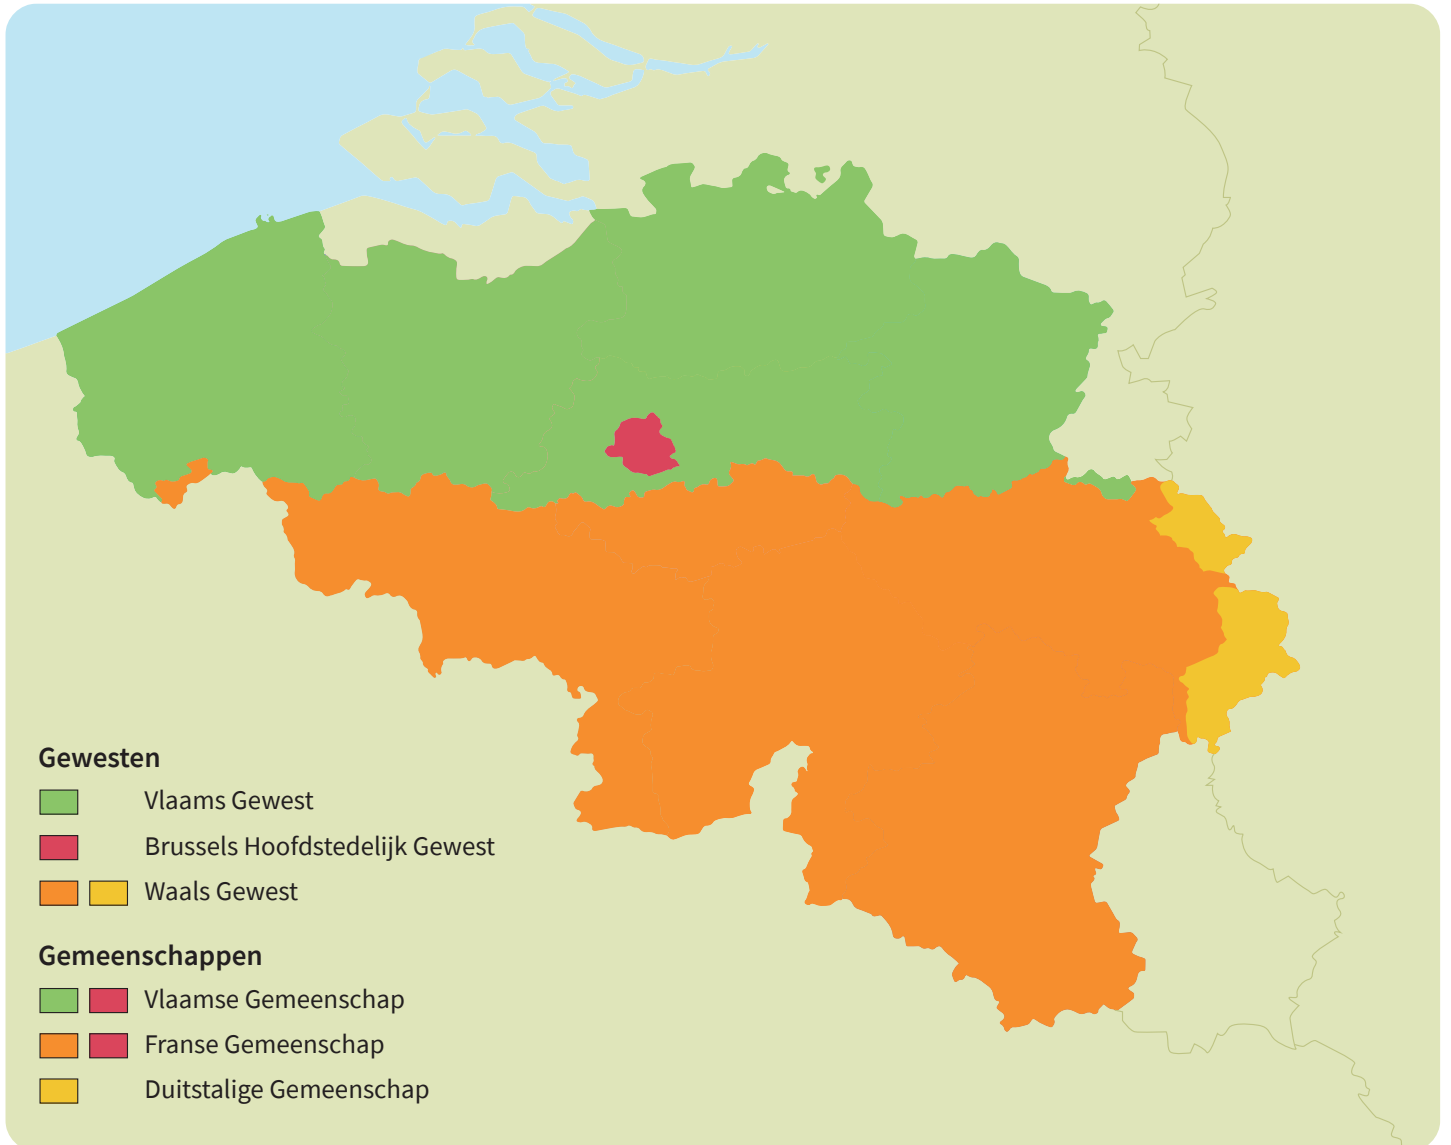 Gewesten
Vlaams Gewest
Brussels Hoofdstedelijk Gewest
Waals Gewest
Gemeenschappen
Vlaamse Gemeenschap
Franse Gemeenschap
Duitstalige Gemeenschap